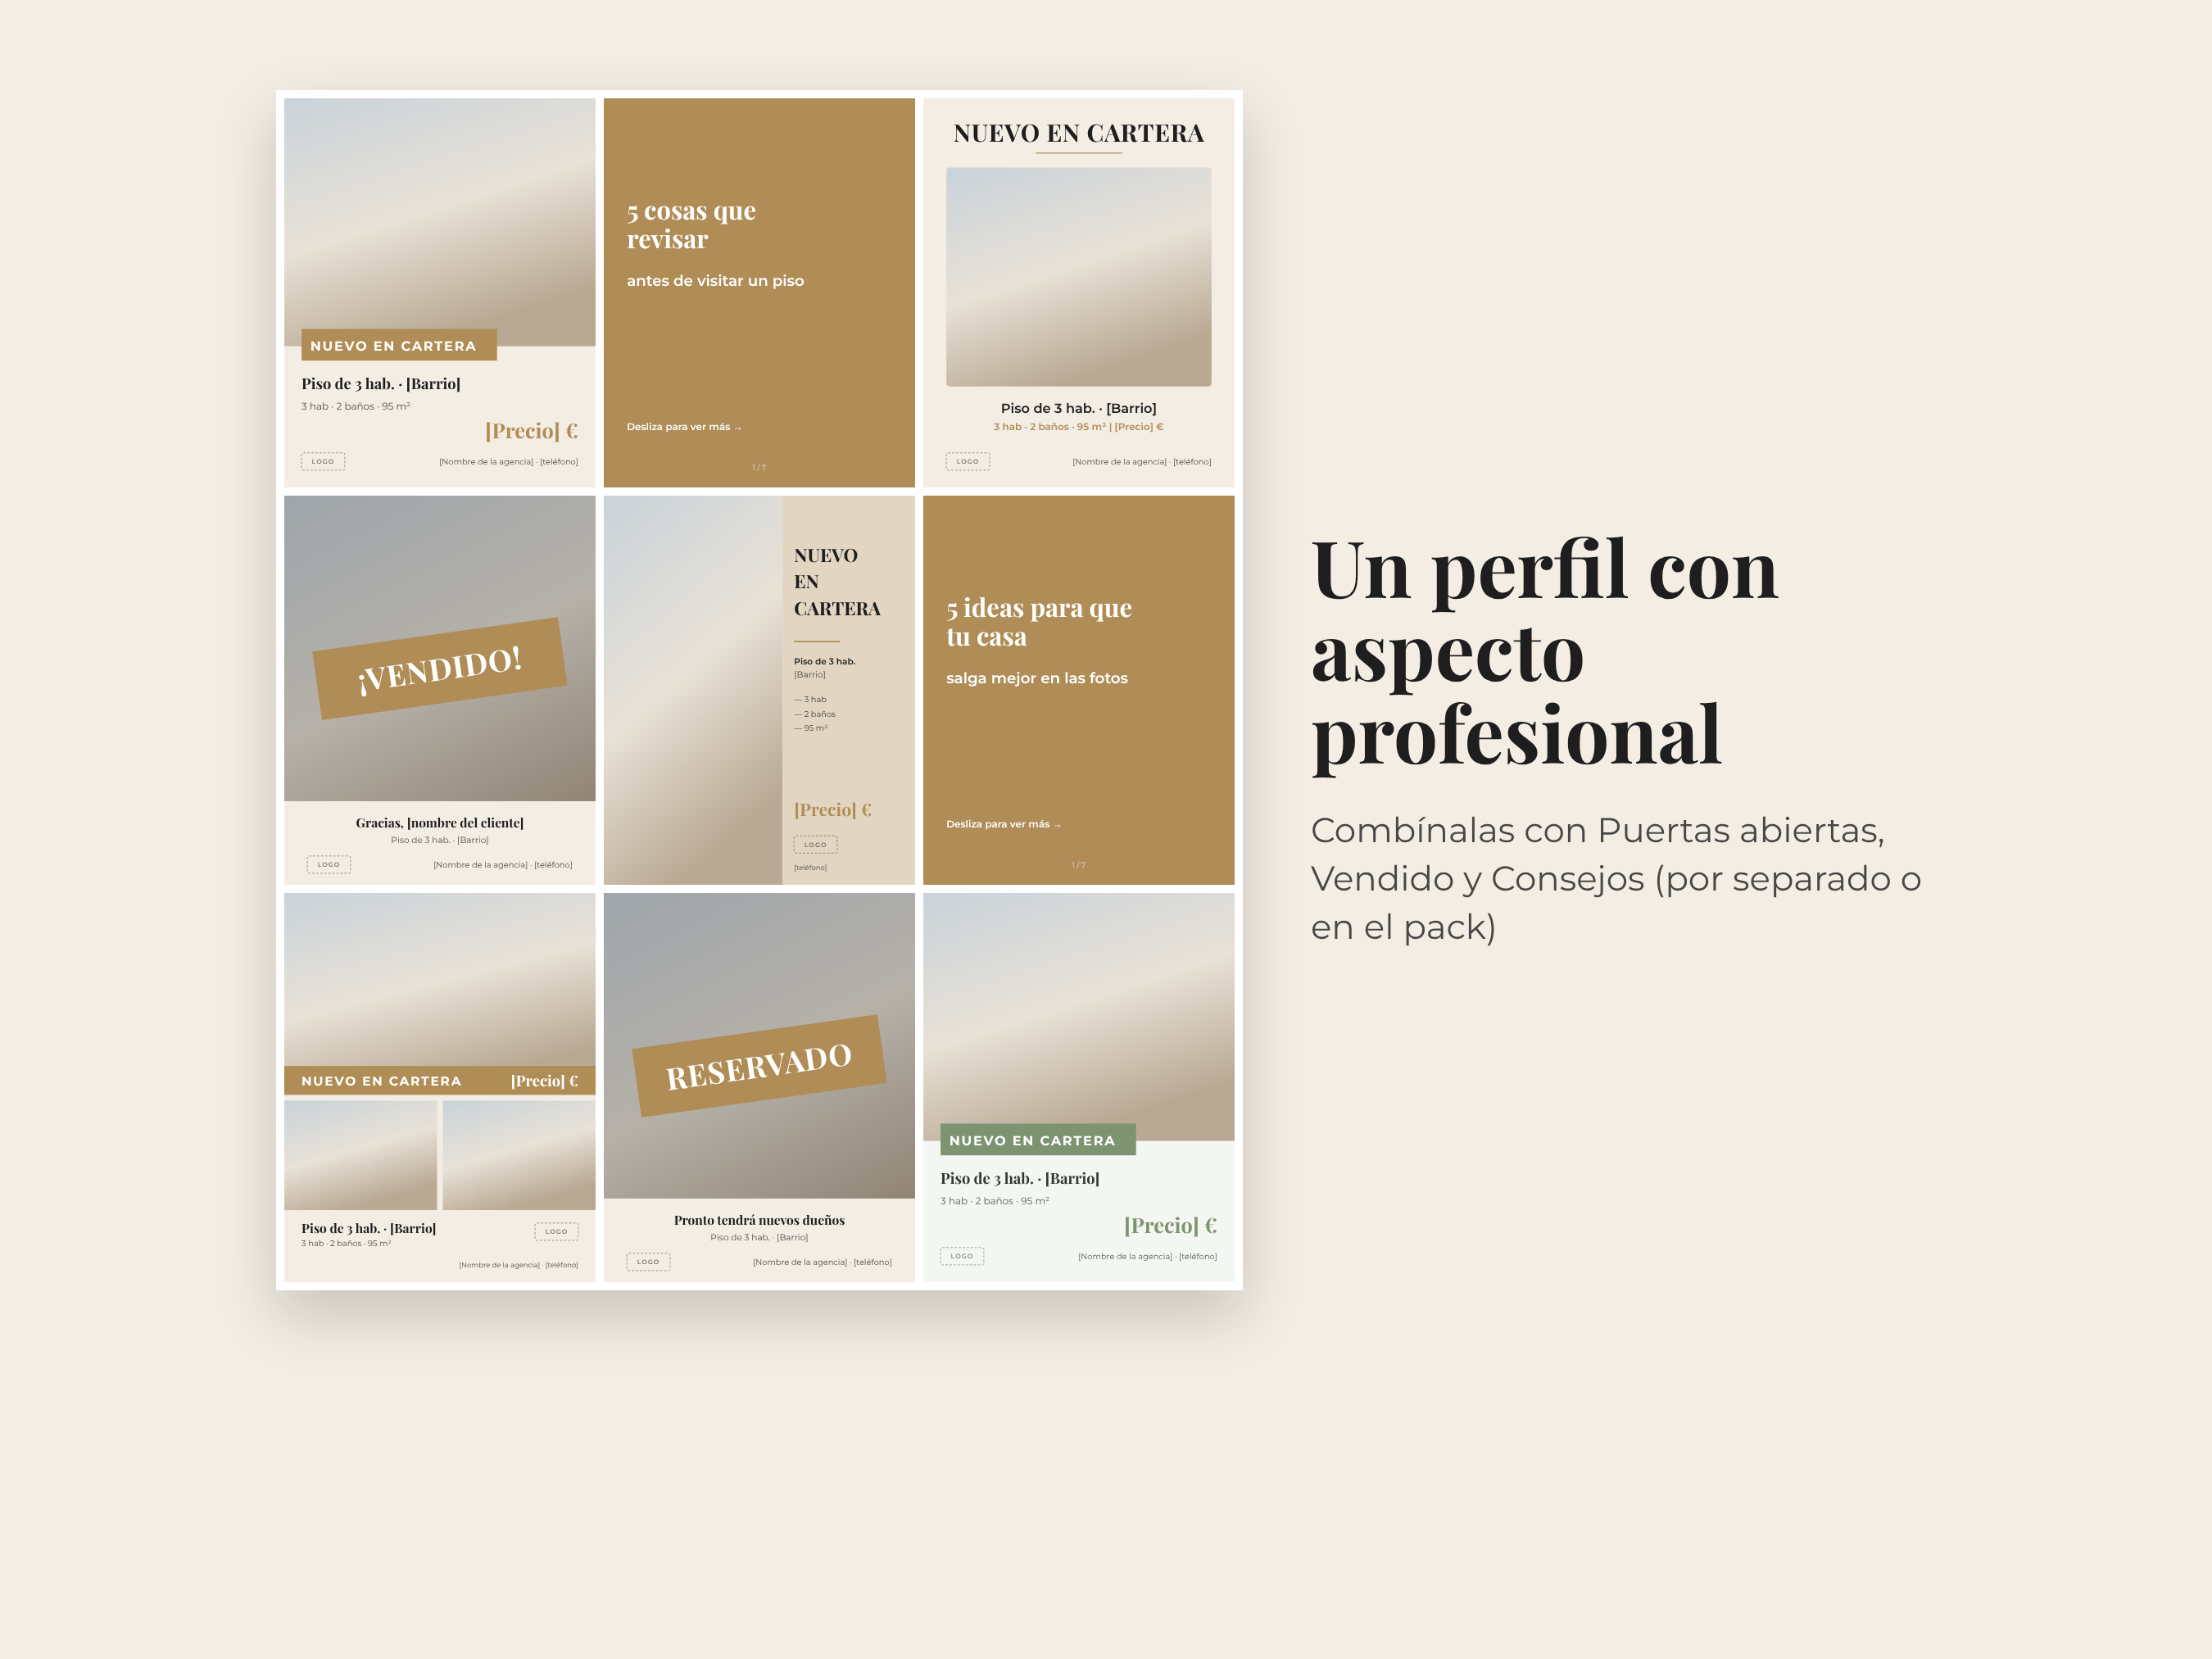 NUEVO EN CARTERA
Piso de 3 hab. · [Barrio]
3 hab · 2 baños · 95 m²
[Precio] €
LOGO
[Nombre de la agencia] · [teléfono]
5 cosas que
revisar
antes de visitar un piso
Desliza para ver más →
1 / 7
NUEVO EN CARTERA
Piso de 3 hab. · [Barrio]
3 hab · 2 baños · 95 m² | [Precio] €
LOGO
[Nombre de la agencia] · [teléfono]
¡VENDIDO!
Gracias, [nombre del cliente]
Piso de 3 hab. · [Barrio]
LOGO
[Nombre de la agencia] · [teléfono]
NUEVO
EN
CARTERA
Piso de 3 hab.
[Barrio]
— 3 hab
— 2 baños
— 95 m²
[Precio] €
LOGO
[teléfono]
5 ideas para que
tu casa
salga mejor en las fotos
Desliza para ver más →
1 / 7
NUEVO EN CARTERA
[Precio] €
Piso de 3 hab. · [Barrio]
3 hab · 2 baños · 95 m²
LOGO
[Nombre de la agencia] · [teléfono]
RESERVADO
Pronto tendrá nuevos dueños
Piso de 3 hab. · [Barrio]
LOGO
[Nombre de la agencia] · [teléfono]
NUEVO EN CARTERA
Piso de 3 hab. · [Barrio]
3 hab · 2 baños · 95 m²
[Precio] €
LOGO
[Nombre de la agencia] · [teléfono]
Un perfil con
aspecto
profesional
Combínalas con Puertas abiertas,
Vendido y Consejos (por separado o
en el pack)